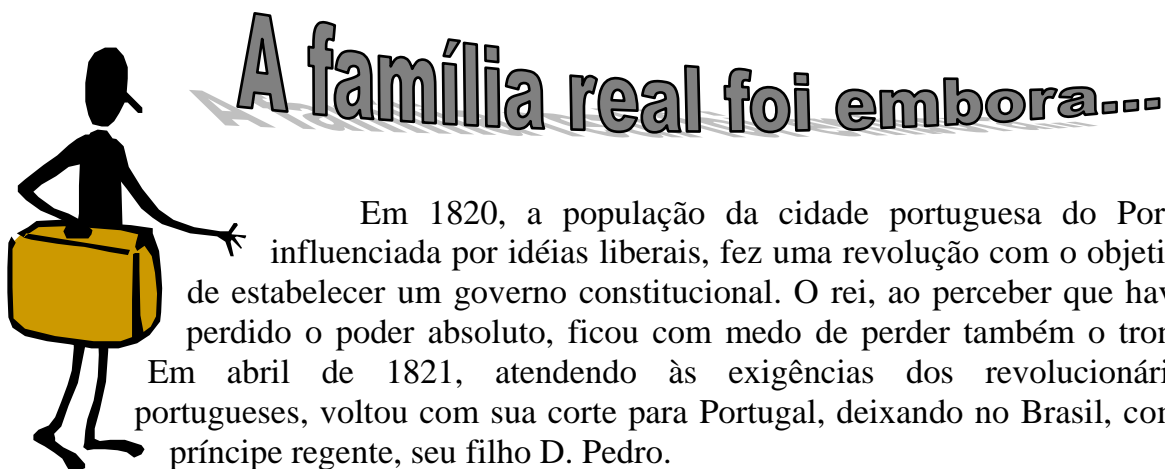 A família real foi embora...
Em 1820, a população da cidade portuguesa do Por
influenciada por idéias liberais, fez uma revolução com o objeti
de estabelecer um governo constitucional. O rei, ao perceber que hav
perdido o poder absoluto, ficou com medo de perder também o tron
Em abril de 1821, atendendo às exigências dos revolucionári
portugueses, voltou com sua corte para Portugal, deixando no Brasil, con
príncipe regente, seu filho D. Pedro.